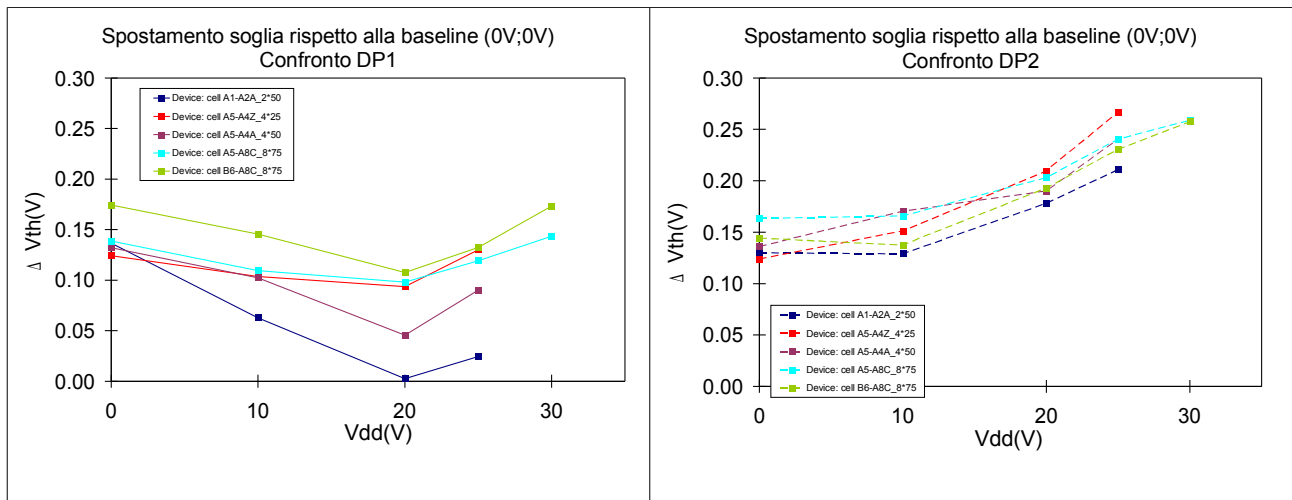 Spostamento soglia rispetto alla baseline (0V;0V)
Confronto DP1
0.30
0.25
0.20
0.15
0.10
0.05
0.00
Δ Vth(V)
Device: cell A1-A2A_2*50
Device: cell A5-A4Z_4*25
Device: cell A5-A4A_4*50
Device: cell A5-A8C_8*75
Device: cell B6-A8C_8*75
0 10 20 30
Vdd(V)
Spostamento soglia rispetto alla baseline (0V;0V)
Confronto DP2
0.30
0.25
0.20
0.15
0.10
0.05
0.00
Δ Vth(V)
Device: cell A1-A2A_2*50
Device: cell A5-A4Z_4*25
Device: cell A5-A4A_4*50
Device: cell A5-A8C_8*75
Device: cell B6-A8C_8*75
0 10 20 30
Vdd(V)